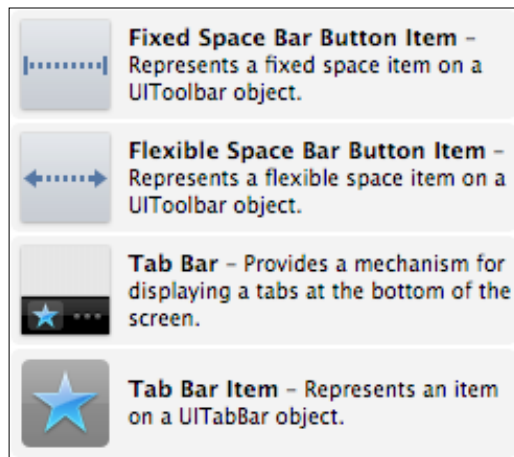 Fixed Space Bar Button Item –
Represents a fixed space item on a
UIToolbar object.
Flexible Space Bar Button Item –
Represents a flexible space item on a
UIToolbar object.
Tab Bar – Provides a mechanism for
displaying a tabs at the bottom of the
screen.
Tab Bar Item – Represents an item
on a UITabBar object.